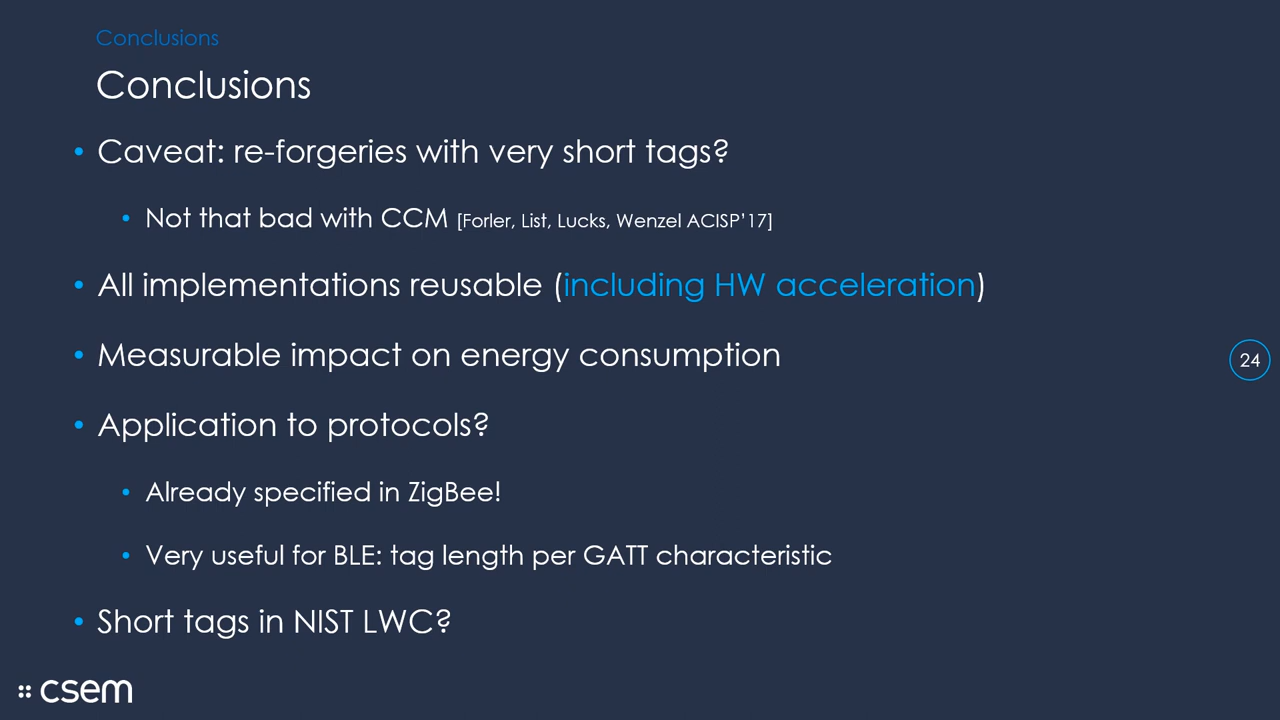 Conclusions
Conclusions
• Caveat: re-forgeries with very short tags?
• Not that bad with CCM [Forler, List, Lucks, Wenzel ACISP’17]
• All implementations reusable (including HW acceleration)
• Measurable impact on energy consumption
24
• Application to protocols?
• Already specified in ZigBee!
• Very useful for BLE: tag length per GATT characteristic
• Short tags in NIST LWC?
csem